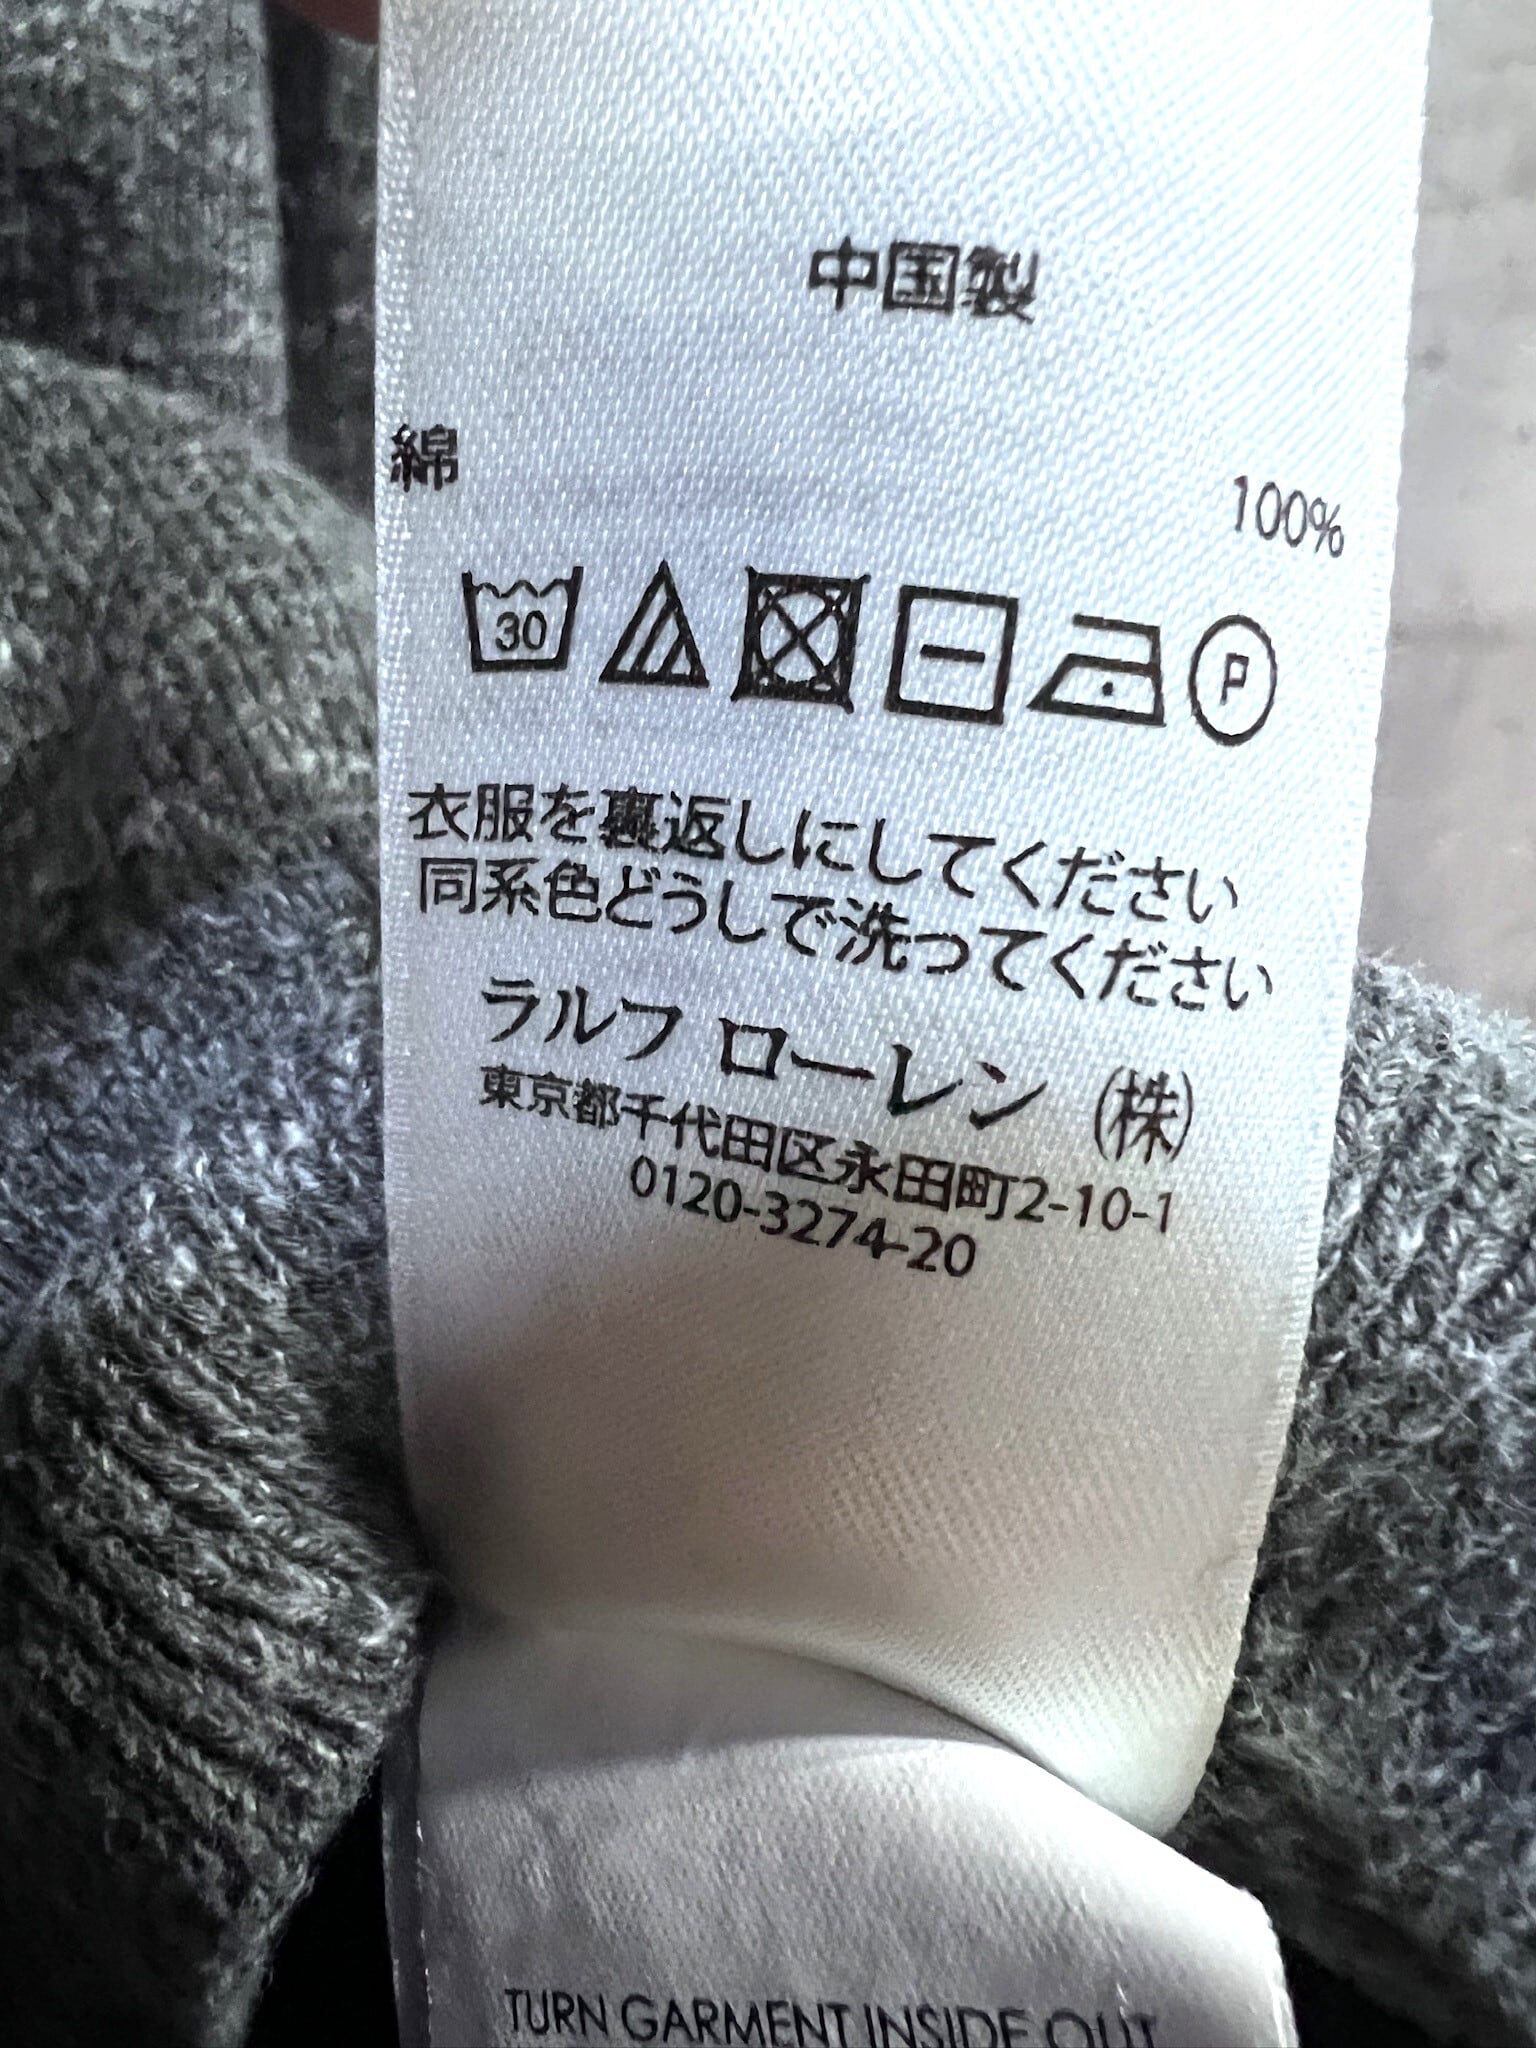 中国製
綿 100%
30
P
衣服を裏返しにしてください
同系色どうしで洗ってください
ラルフ ローレン (株)
東京都千代田区永田町2-10-1
0120-3274-20
TURN GARMENT INSIDE OUT